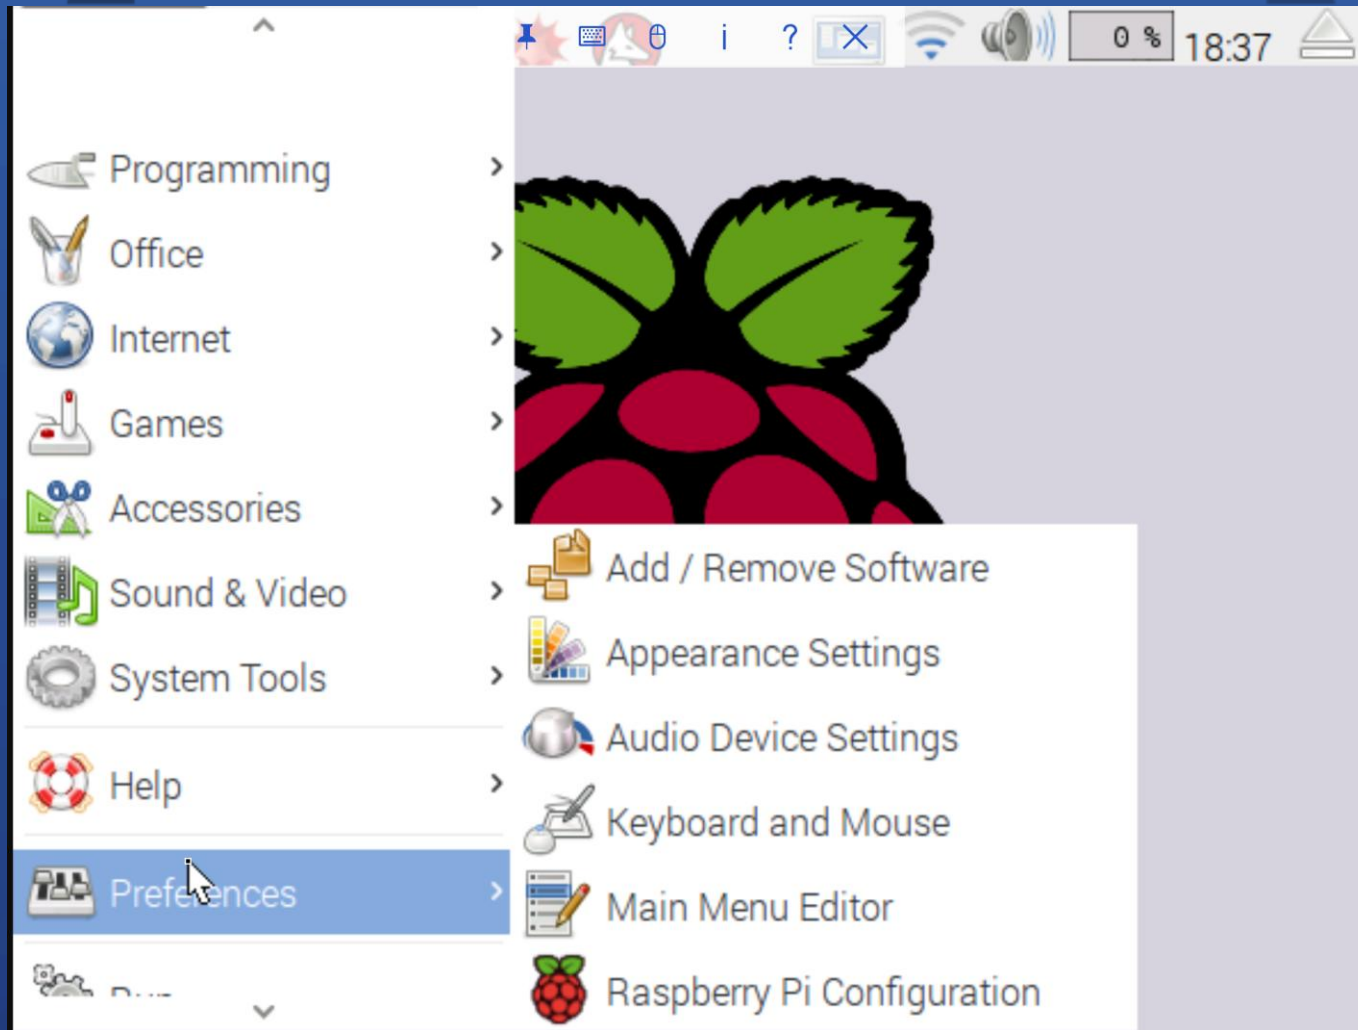 i ? 0 % 18:37
Programming
Office
Internet
Games
Accessories
Sound & Video
System Tools
Help
Preferences
Add / Remove Software
Appearance Settings
Audio Device Settings
Keyboard and Mouse
Main Menu Editor
Raspberry Pi Configuration